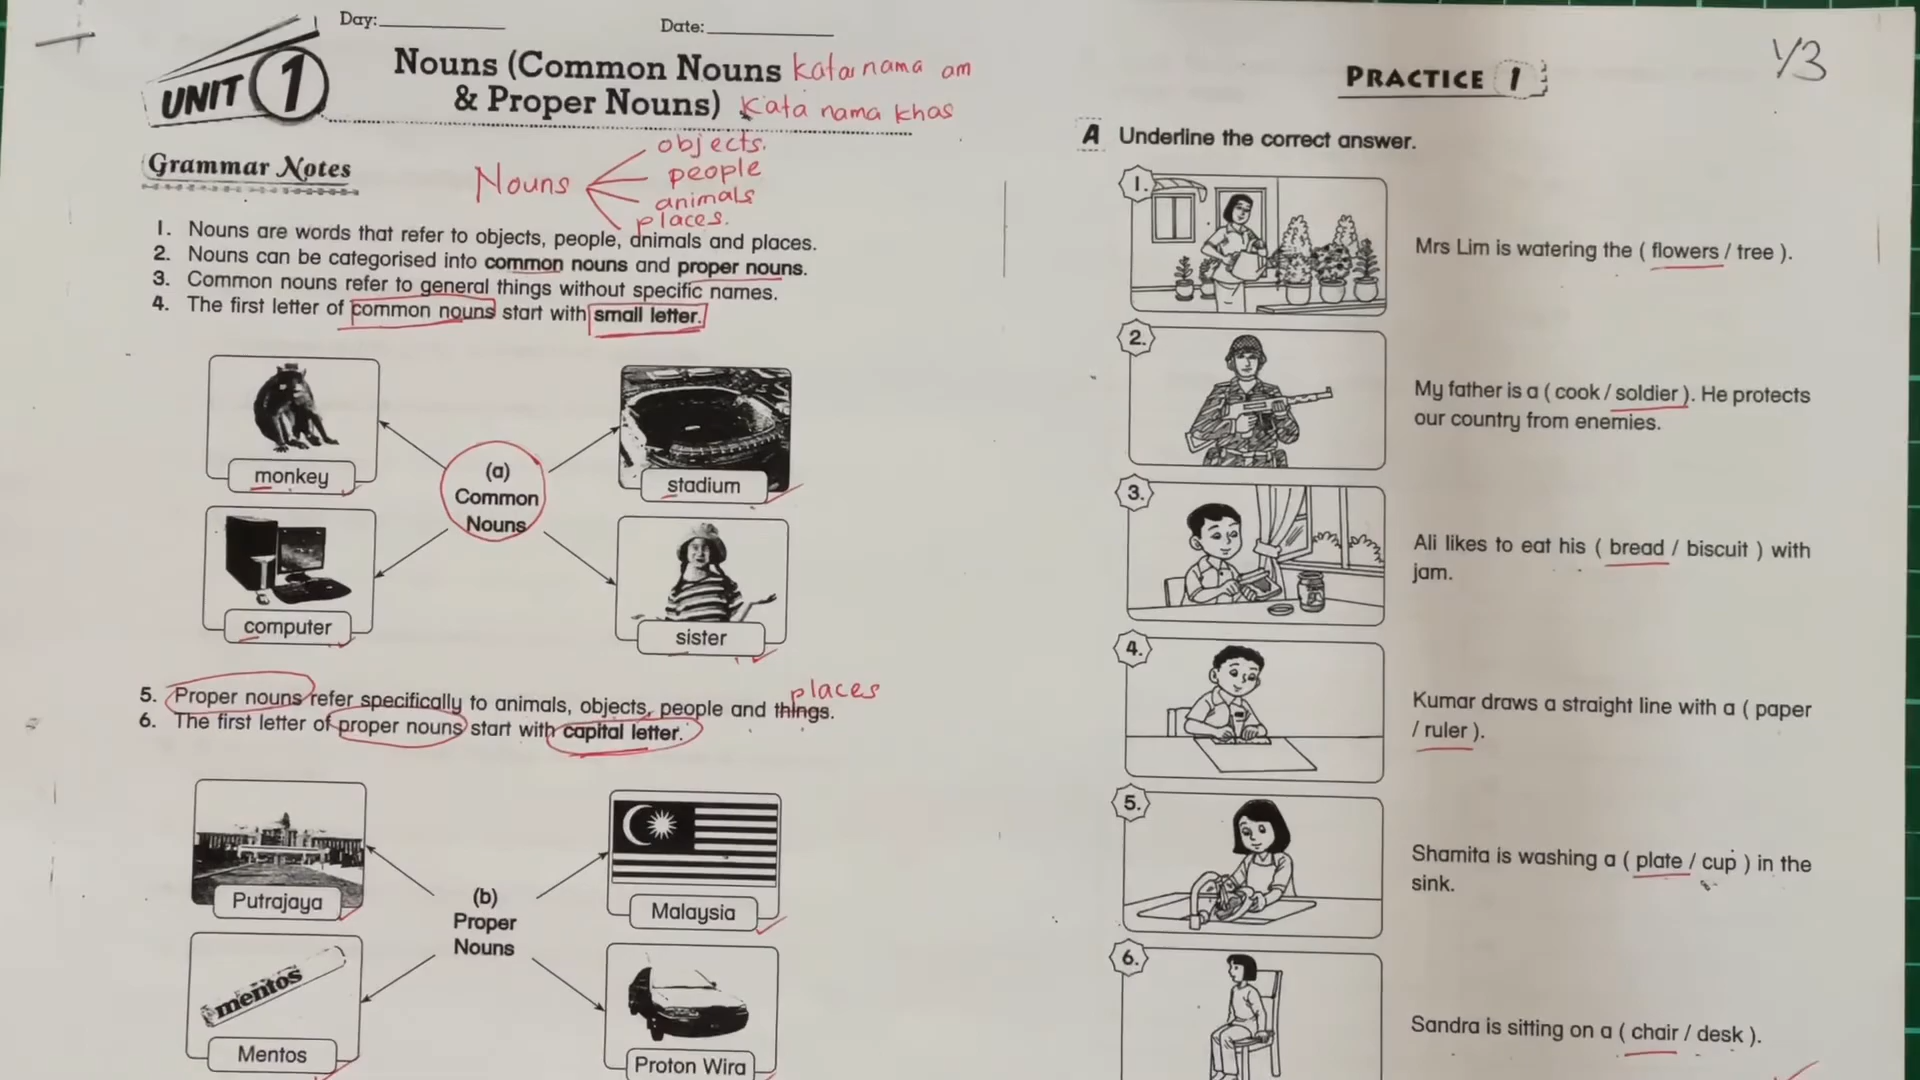 Day:
Date:
UNIT 1
Nouns (Common Nouns kata nama am
& Proper Nouns) Kata nama khas
Grammar Notes
Nouns
objects.
people
animals
places.
1. Nouns are words that refer to objects, people, animals and places.
2. Nouns can be categorised into common nouns and proper nouns.
3. Common nouns refer to general things without specific names.
4. The first letter of common nouns start with small letter.
monkey
stadium
(a)
Common
Nouns
computer
sister
places
5. Proper nouns refer specifically to animals, objects, people and things.
6. The first letter of proper nouns start with capital letter.
Putrajaya
Malaysia
(b)
Proper
Nouns
mentos
Mentos
Proton Wira
1/3
PRACTICE 1
A Underline the correct answer.
1.
Mrs Lim is watering the ( flowers / tree ).
2.
My father is a ( cook / soldier ). He protects
our country from enemies.
3.
Ali likes to eat his ( bread / biscuit ) with
jam.
4.
Kumar draws a straight line with a ( paper
/ ruler ).
5.
Shamita is washing a ( plate / cup ) in the
sink.
6.
Sandra is sitting on a ( chair / desk ).